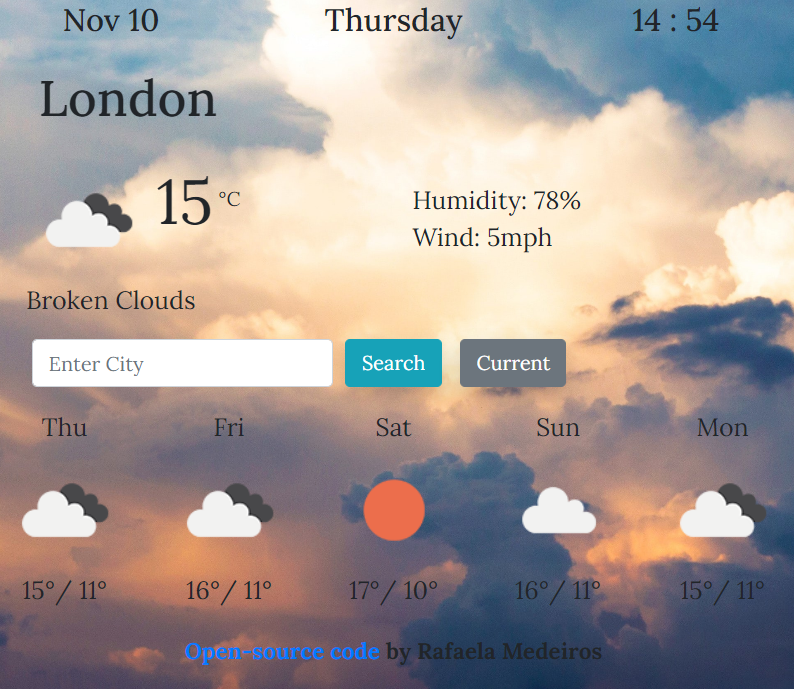 Nov 10 Thursday 14 : 54
London
15 °C
Humidity: 78%
Wind: 5mph
Broken Clouds
Enter City Search Current
Thu Fri Sat Sun Mon
15°/ 11° 16°/ 11° 17°/ 10° 16°/ 11° 15°/ 11°
Open-source code by Rafaela Medeiros